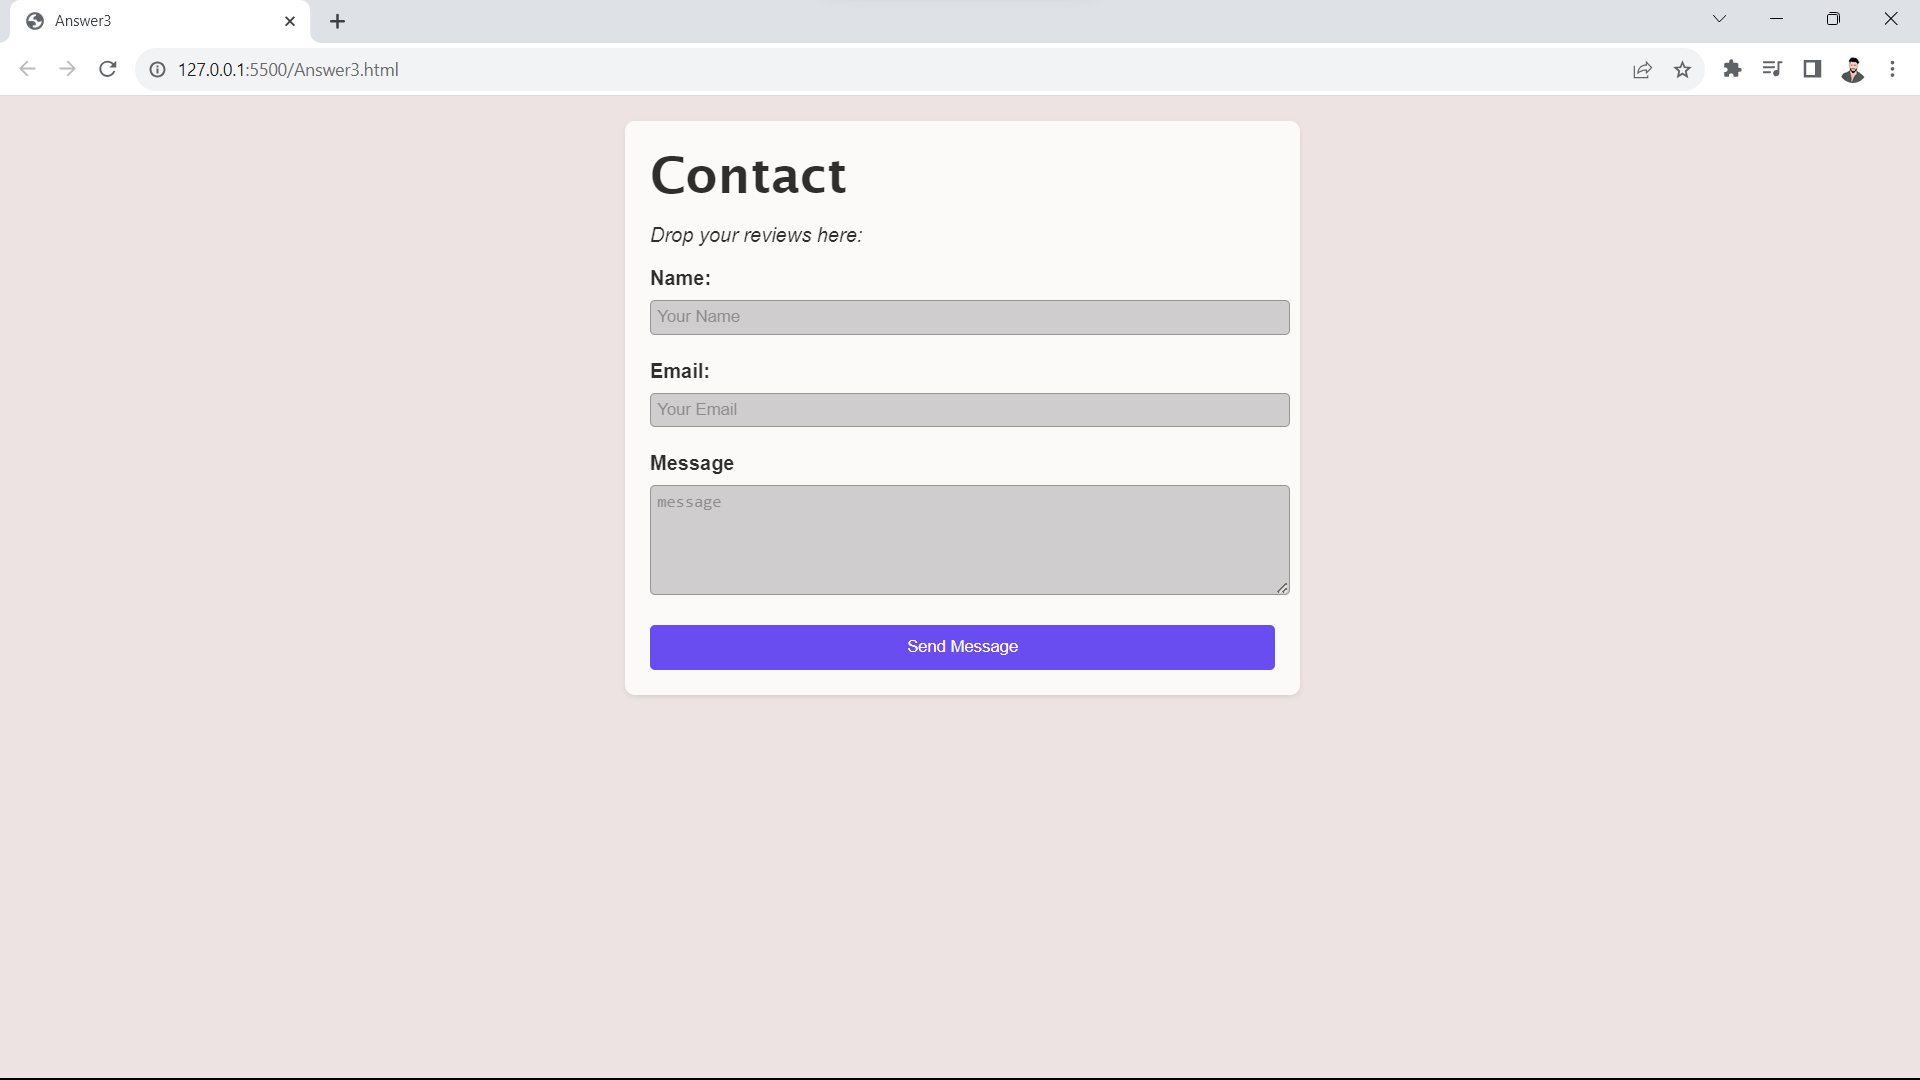 Answer3
127.0.0.1:5500/Answer3.html
Contact
Drop your reviews here:
Name:
Your Name
Email:
Your Email
Message
message
Send Message